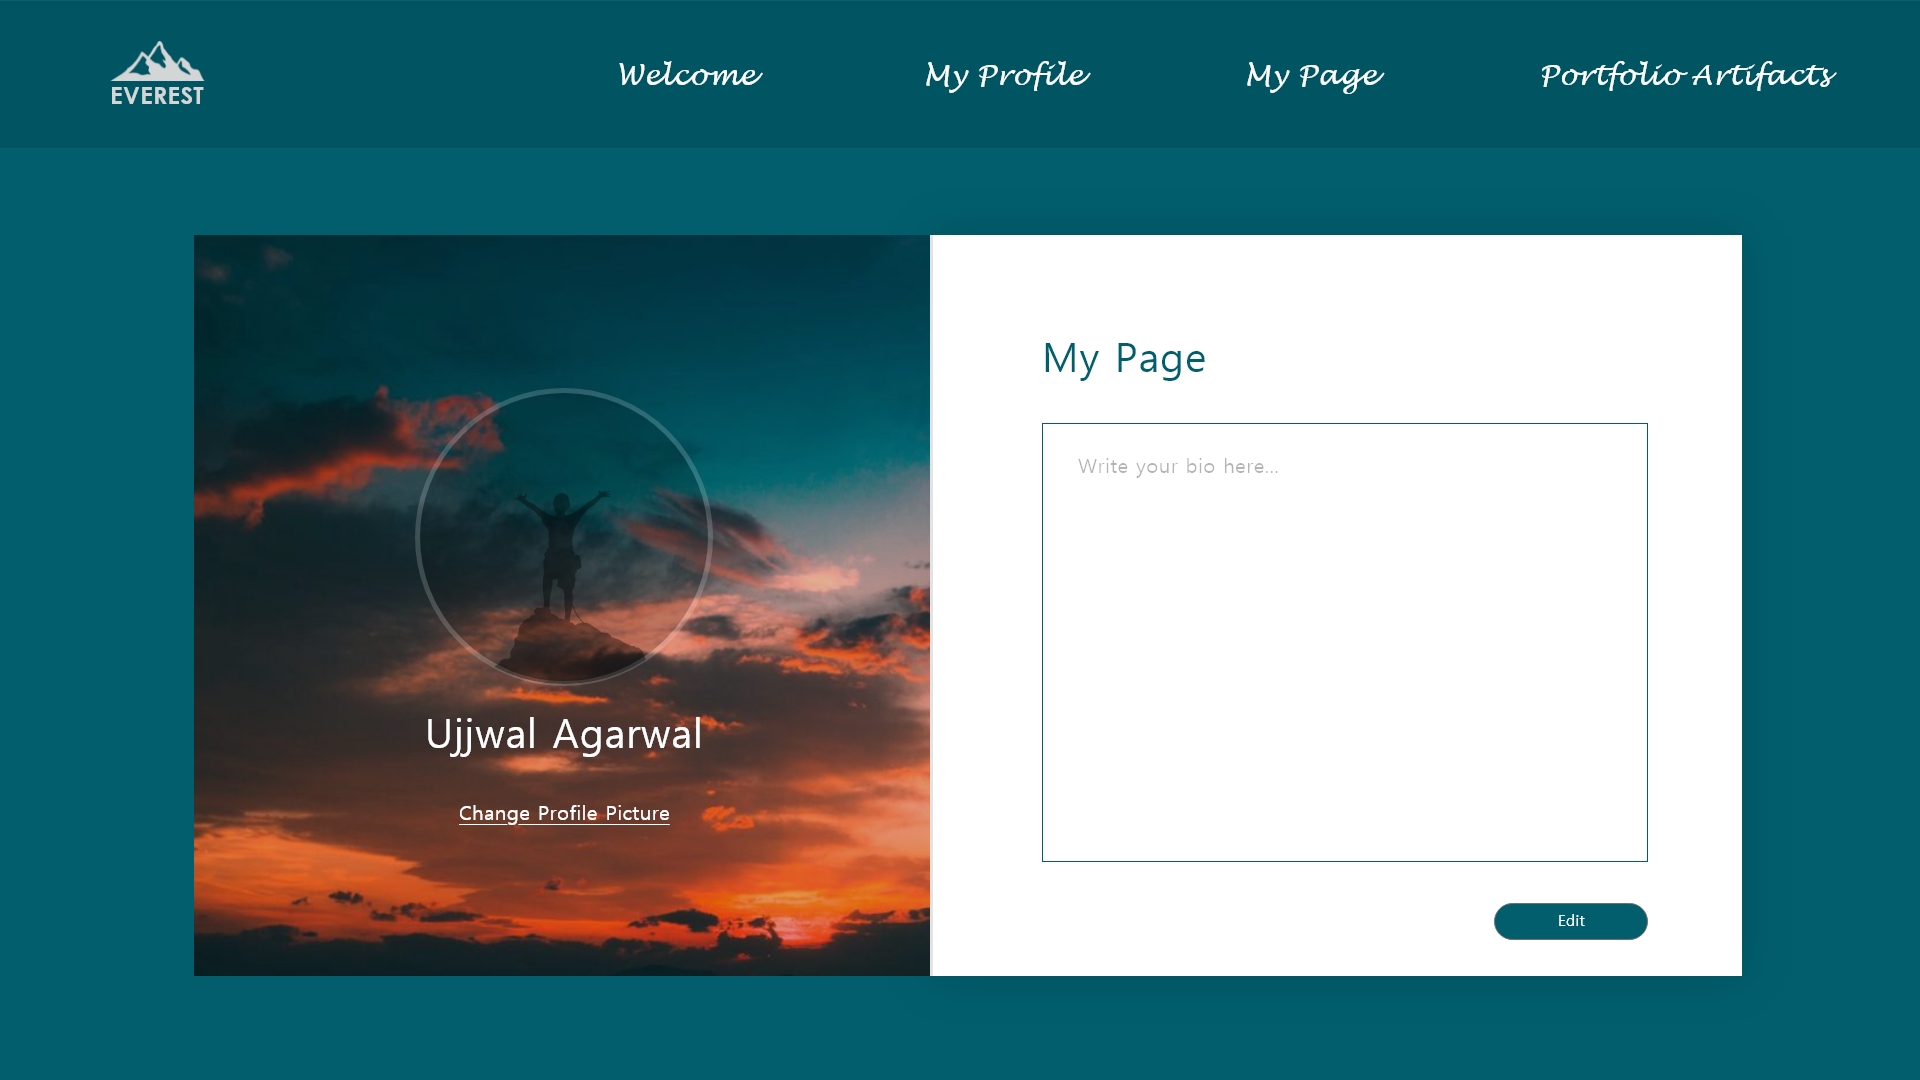 EVEREST
Welcome
My Profile
My Page
Portfolio Artifacts
Ujjwal Agarwal
Change Profile Picture
My Page
Write your bio here...
Edit